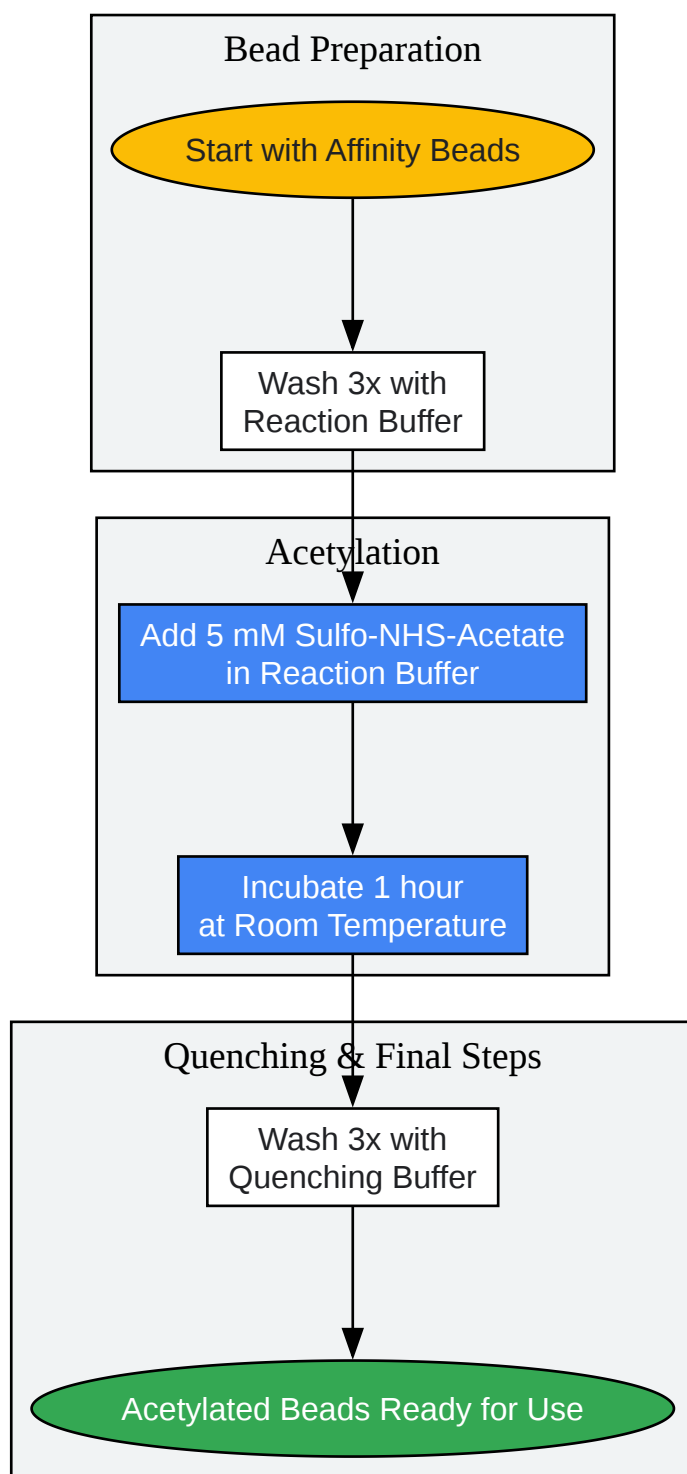 Bead Preparation
Start with Affinity Beads
Wash 3x with
Reaction Buffer
Acetylation
Add 5 mM Sulfo-NHS-Acetate
in Reaction Buffer
Incubate 1 hour
at Room Temperature
Quenching & Final Steps
Wash 3x with
Quenching Buffer
Acetylated Beads Ready for Use